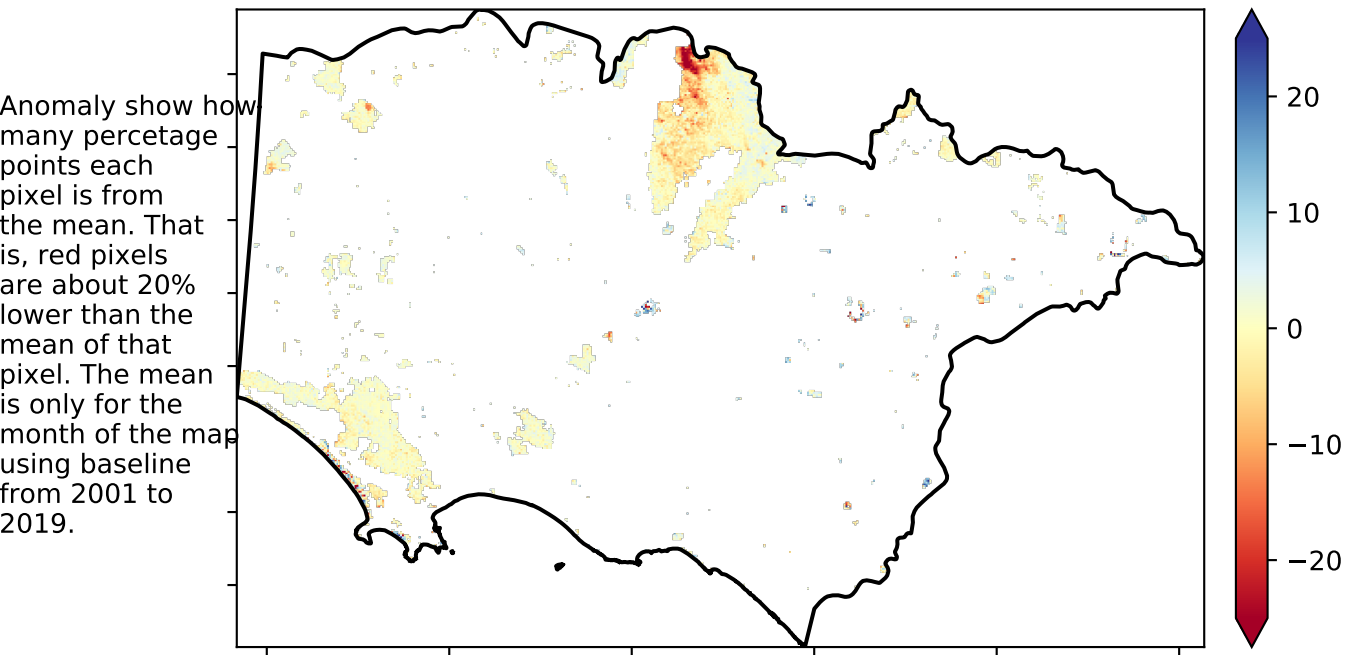 Anomaly show how
many percetage
points each
pixel is from
the mean. That
is, red pixels
are about 20%
lower than the
mean of that
pixel. The mean
is only for the
month of the map
using baseline
from 2001 to
2019.
20
10
0
−10
−20